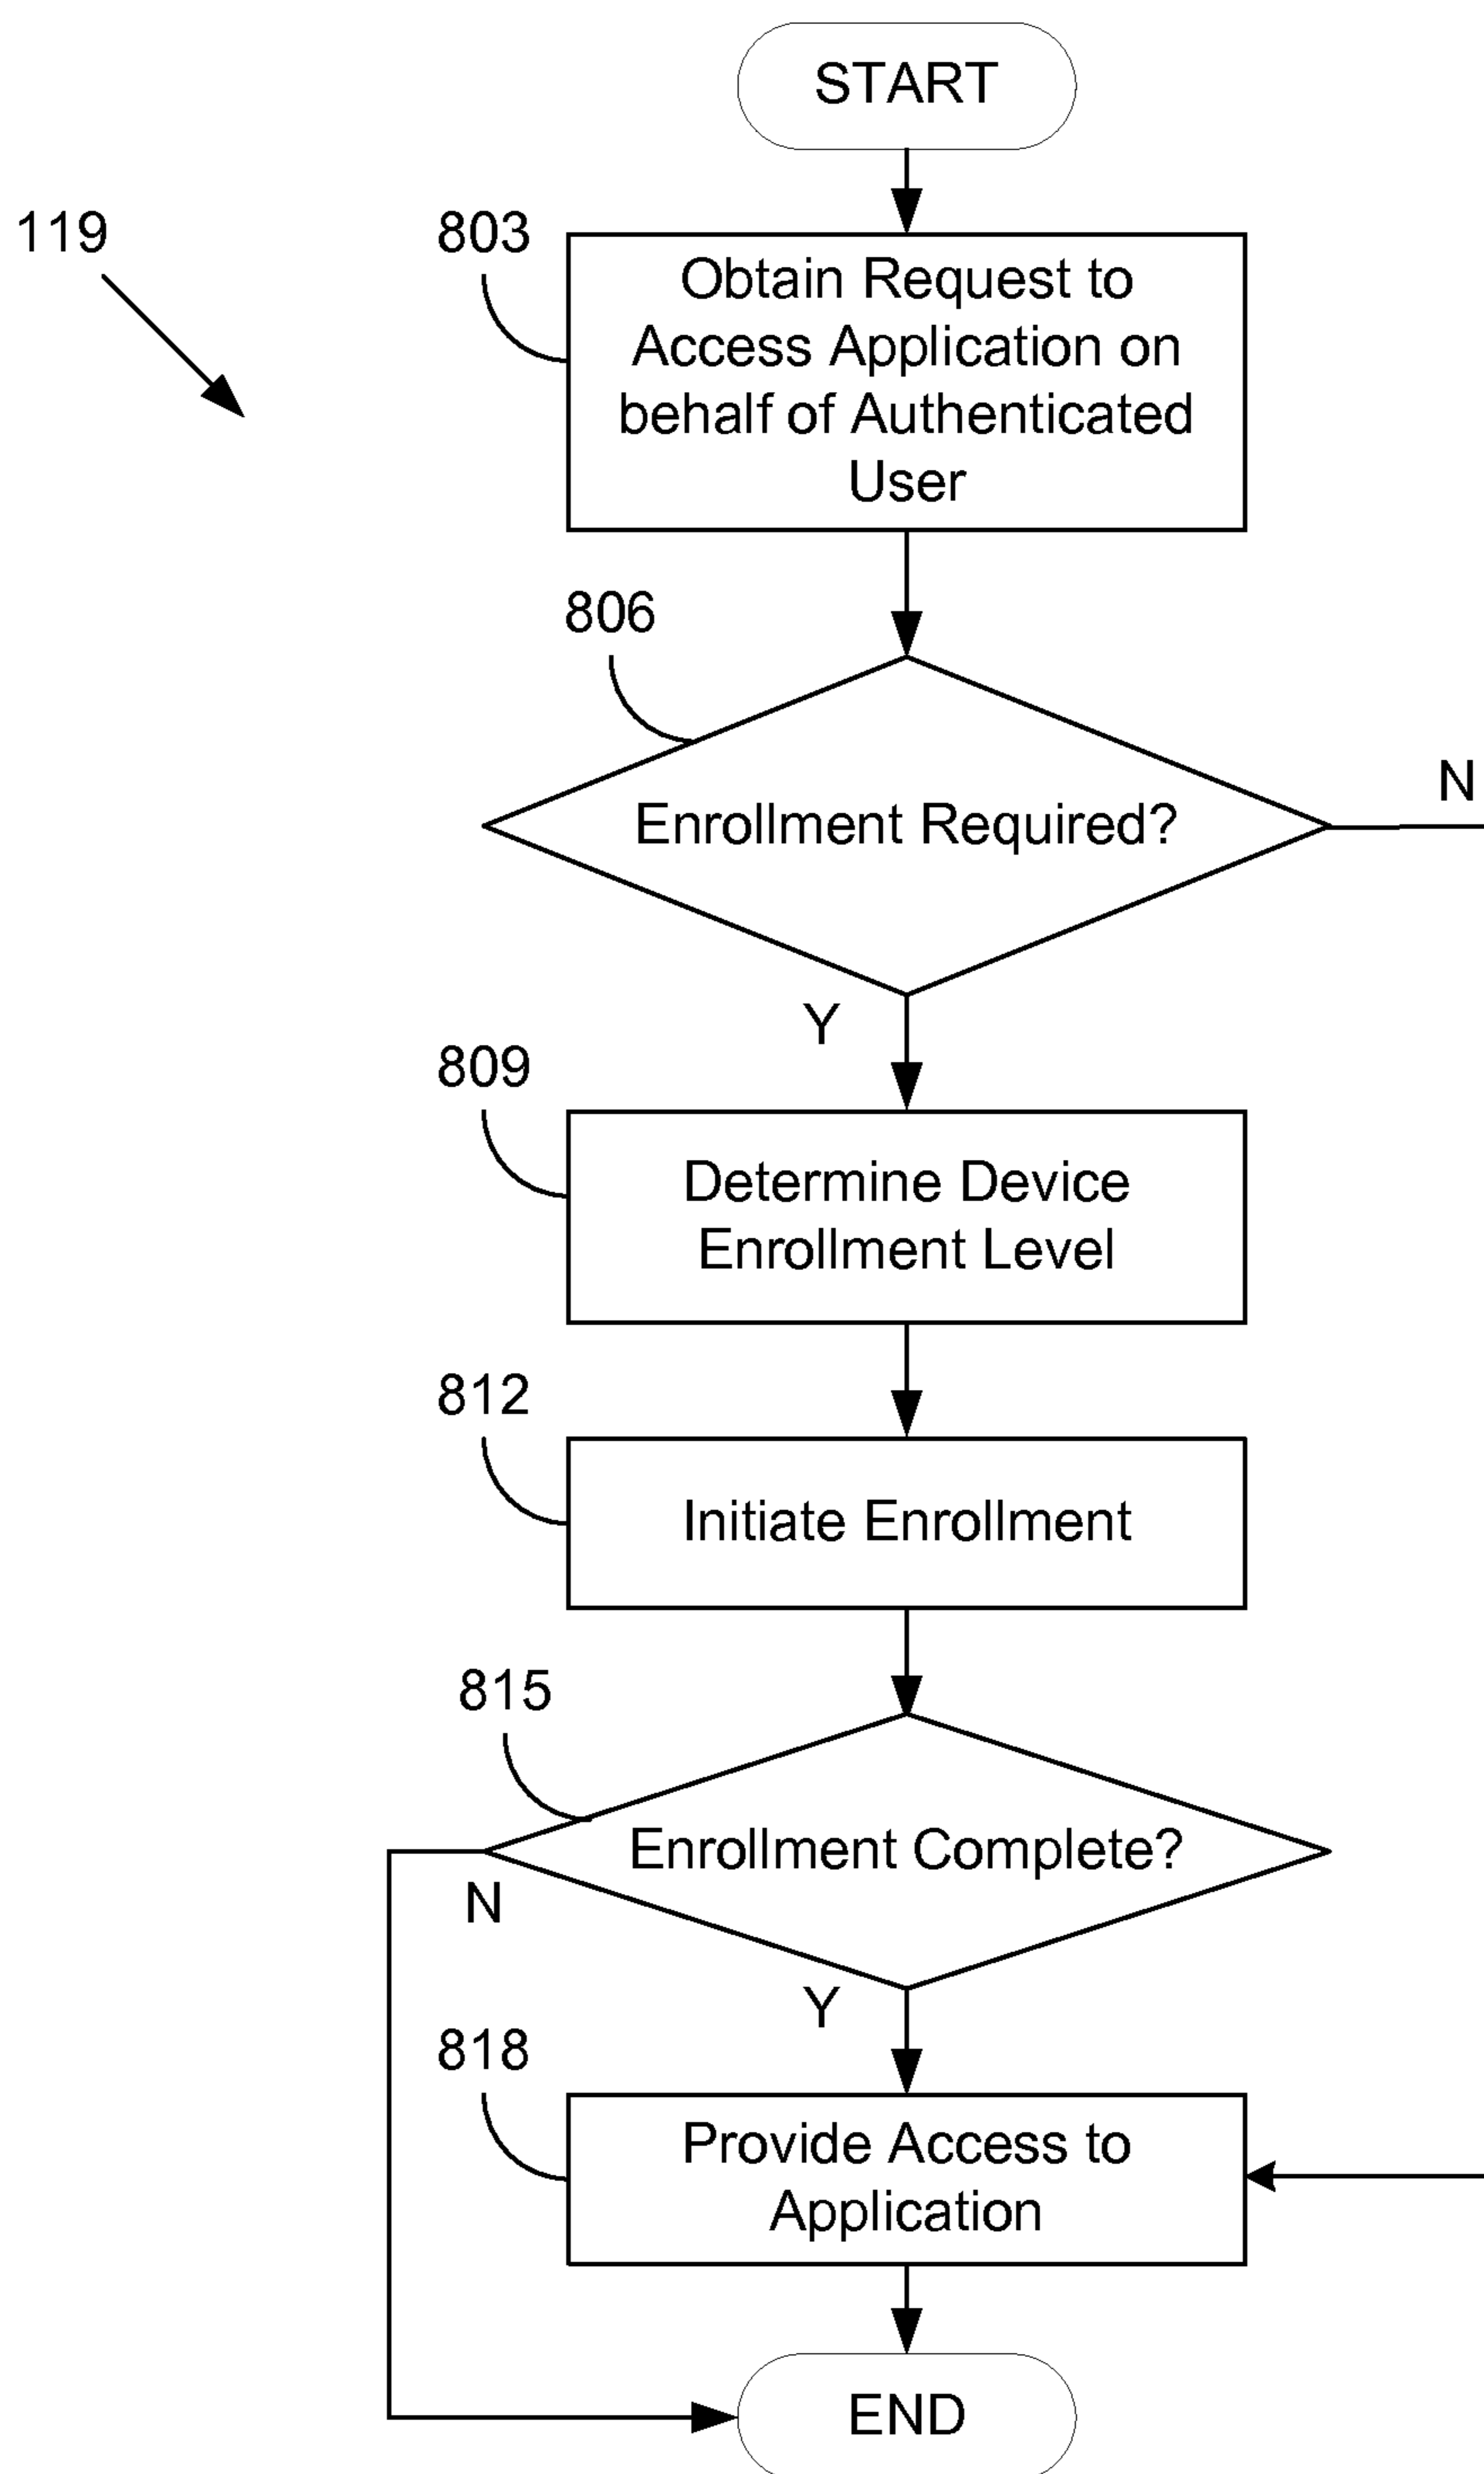 START
119
803
Obtain Request to
Access Application on
behalf of Authenticated
User
806
Enrollment Required?
N
Y
809
Determine Device
Enrollment Level
812
Initiate Enrollment
815
Enrollment Complete?
N
Y
818
Provide Access to
Application
END